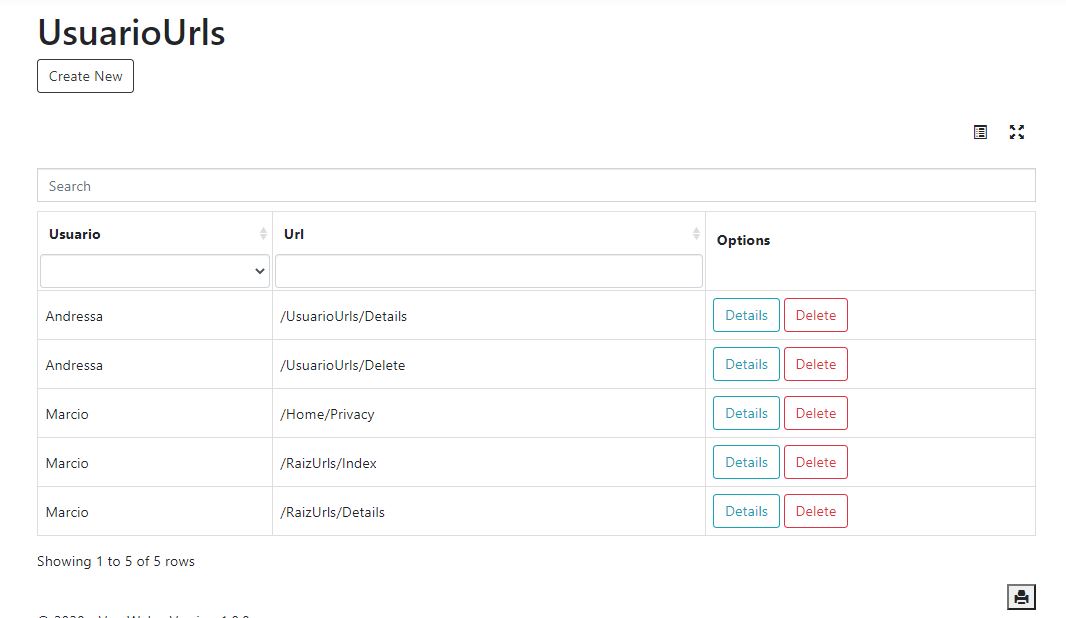 UsuarioUrls
Create New
Search
Usuario Url Options
Andressa /UsuarioUrls/Details Details Delete
Andressa /UsuarioUrls/Delete Details Delete
Marcio /Home/Privacy Details Delete
Marcio /RaizUrls/Index Details Delete
Marcio /RaizUrls/Details Details Delete
Showing 1 to 5 of 5 rows